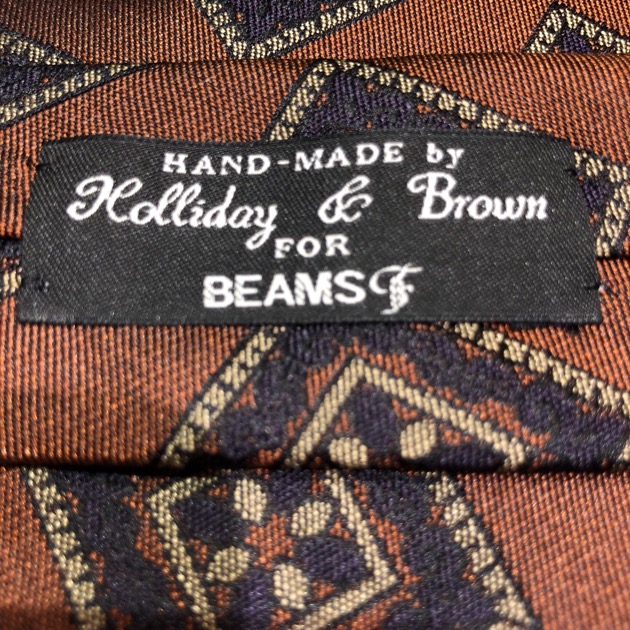 HAND-MADE by
Holliday & Brown
FOR
BEAMS F